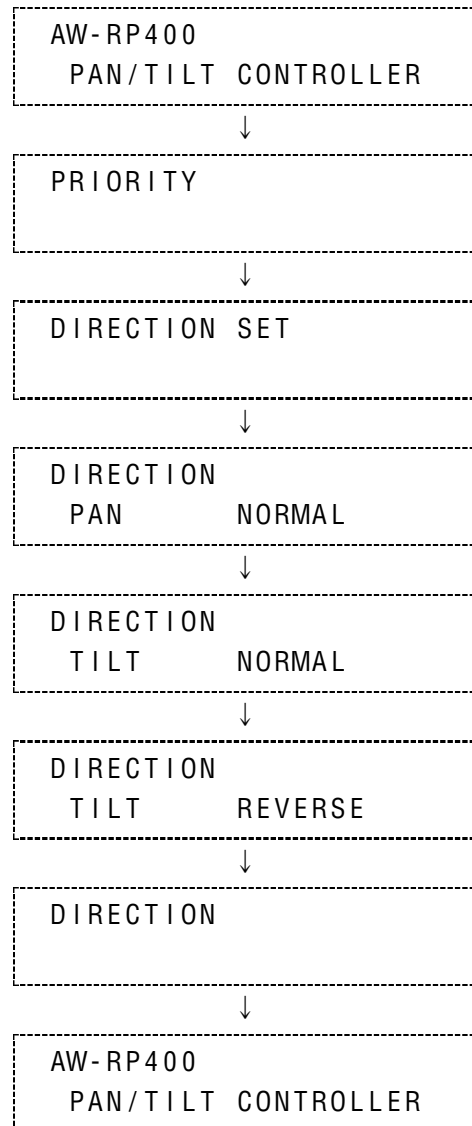 AW-RP400
PAN/TILT CONTROLLER
↓
PRIORITY
↓
DIRECTION SET
↓
DIRECTION
PAN NORMAL
↓
DIRECTION
TILT NORMAL
↓
DIRECTION
TILT REVERSE
↓
DIRECTION
↓
AW-RP400
PAN/TILT CONTROLLER